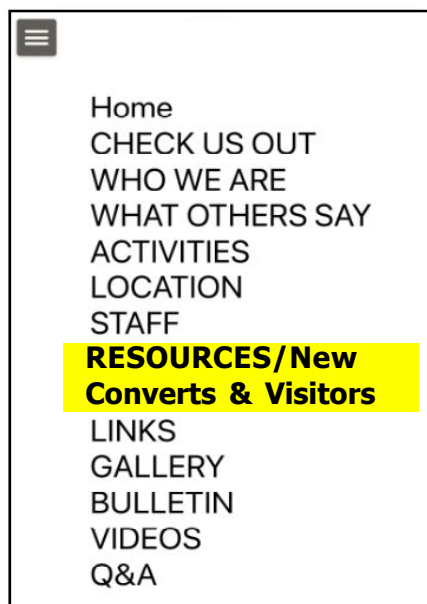 Home
CHECK US OUT
WHO WE ARE
WHAT OTHERS SAY
ACTIVITIES
LOCATION
STAFF
RESOURCES/New
Converts & Visitors
LINKS
GALLERY
BULLETIN
VIDEOS
Q&A